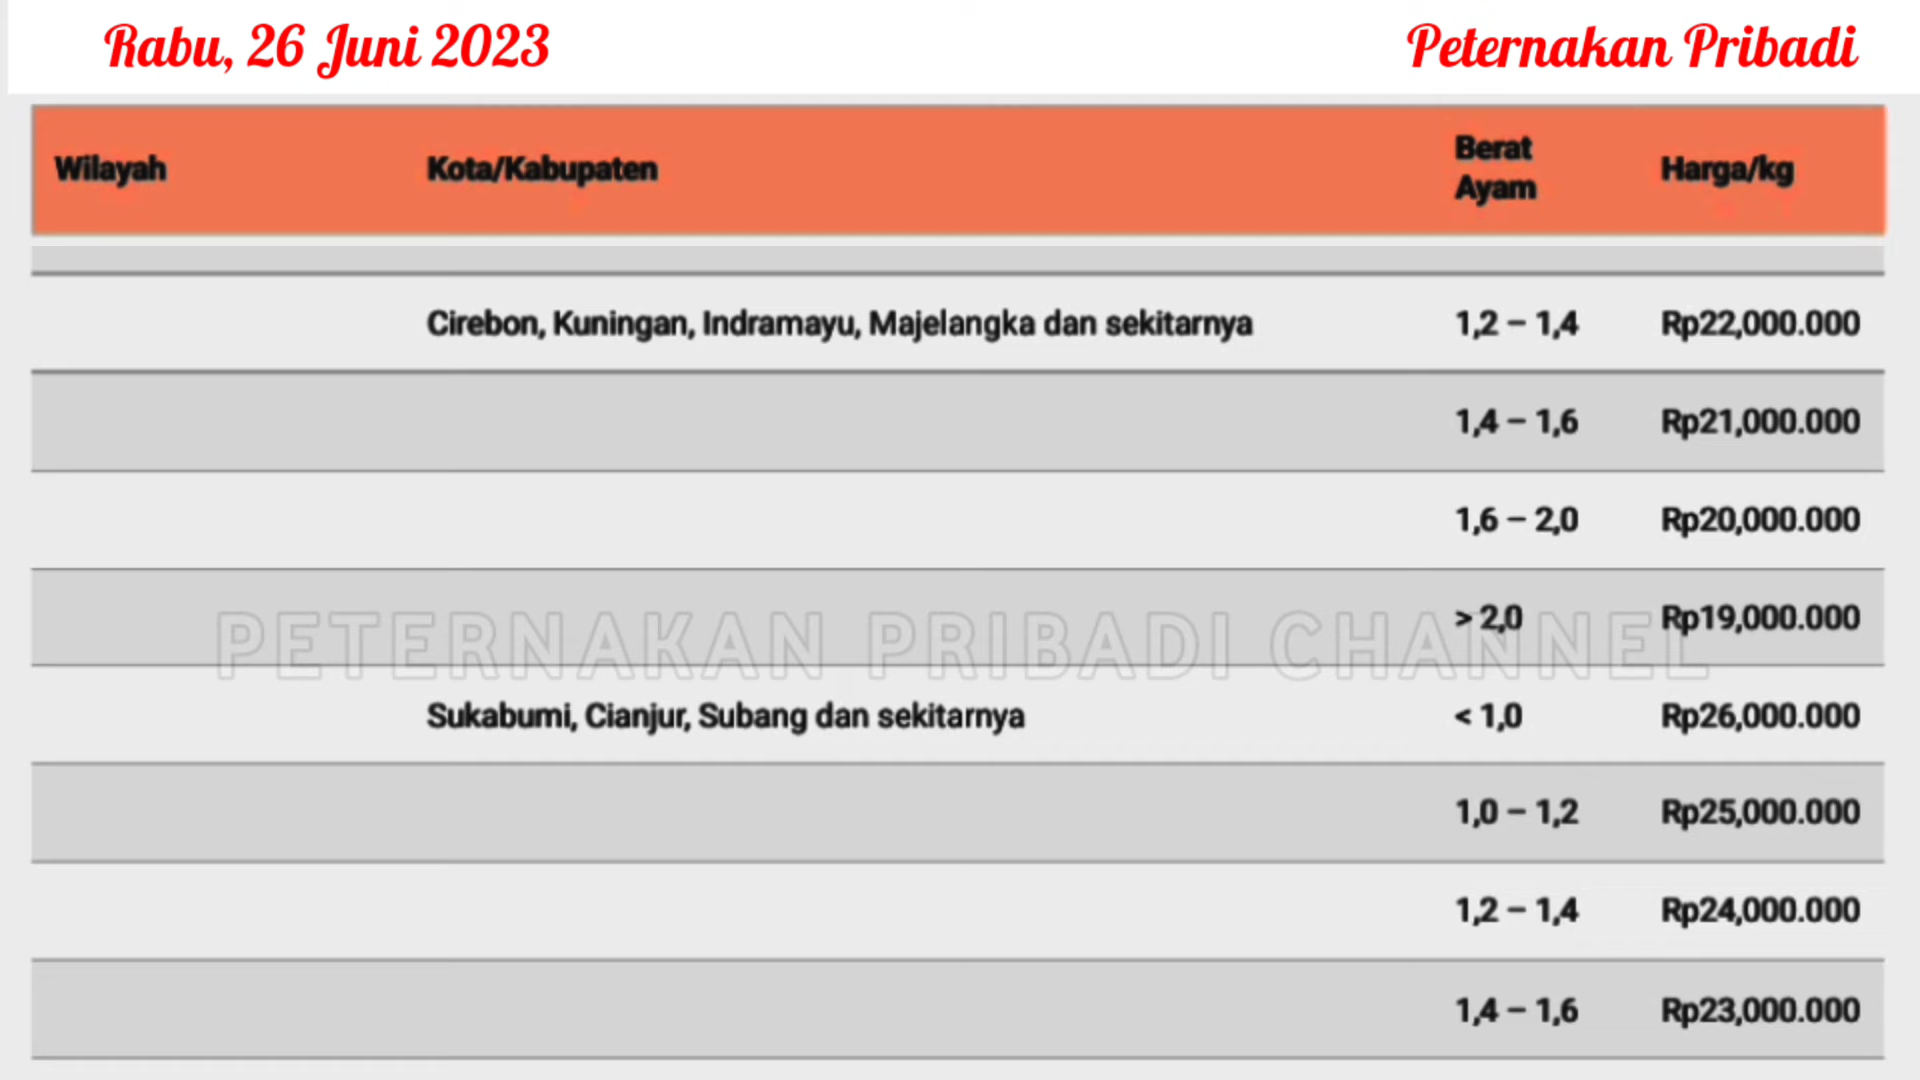 Rabu, 26 Juni 2023 Peternakan Pribadi
Wilayah Kota/Kabupaten Berat Ayam Harga/kg
Cirebon, Kuningan, Indramayu, Majelangka dan sekitarnya 1,2 – 1,4 Rp22,000.000
1,4 – 1,6 Rp21,000.000
1,6 – 2,0 Rp20,000.000
> 2,0 Rp19,000.000
PETERNAKAN PRIBADI CHANNEL
Sukabumi, Cianjur, Subang dan sekitarnya < 1,0 Rp26,000.000
1,0 – 1,2 Rp25,000.000
1,2 – 1,4 Rp24,000.000
1,4 – 1,6 Rp23,000.000